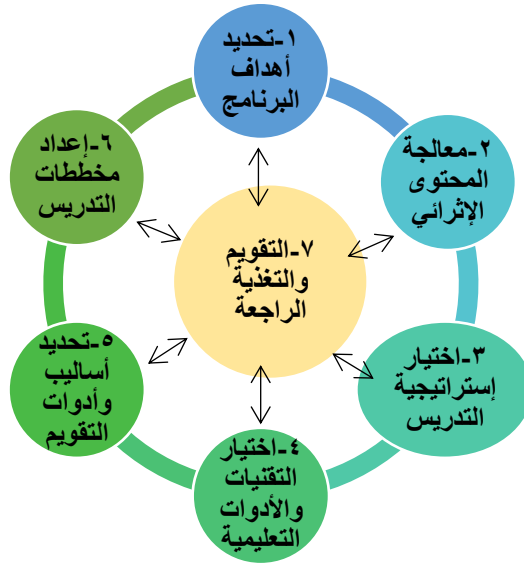 ١-تحديد
أهداف
البرنامج
٢-معالجة
المحتوى
الإثرائي
٣-اختيار
إستراتيجية
التدريس
٤-اختيار
التقنيات
والأدوات
التعليمية
٥-تحديد
أساليب
وأدوات
التقويم
٦-إعداد
مخططات
التدريس
٧-التقويم
والتغذية
الراجعة